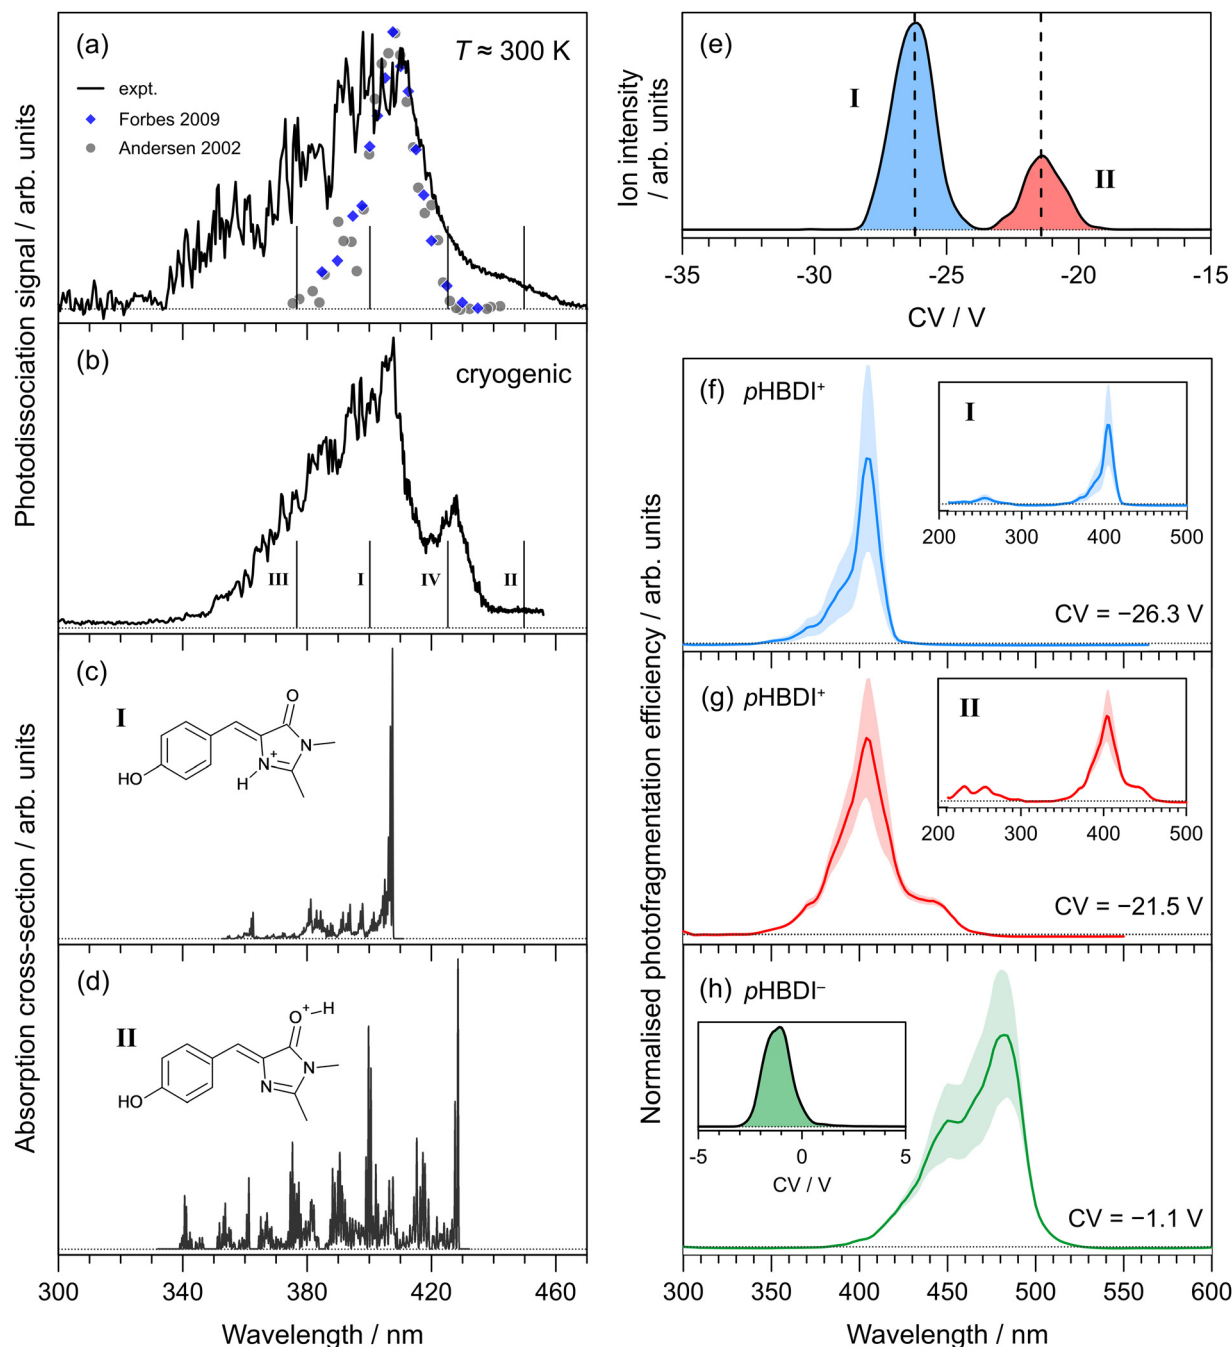 (a)
T ≈ 300 K
expt.
Forbes 2009
Andersen 2002
Photodissociation signal / arb. units
(b)
cryogenic
III
I
IV
II
(c)
I
O
N
N
+
H
HO
Absorption cross-section / arb. units
(d)
II
O
+
H
N
N
HO
300
340
380
420
460
Wavelength / nm
(e)
I
II
Ion intensity
/ arb. units
-35
-30
-25
-20
-15
CV / V
(f) pHBDI⁺
I
200
300
400
500
CV = −26.3 V
Normalised photofragmentation efficiency / arb. units
(g) pHBDI⁺
II
200
300
400
500
CV = −21.5 V
(h) pHBDI⁻
-5
0
5
CV / V
CV = −1.1 V
300
350
400
450
500
550
600
Wavelength / nm